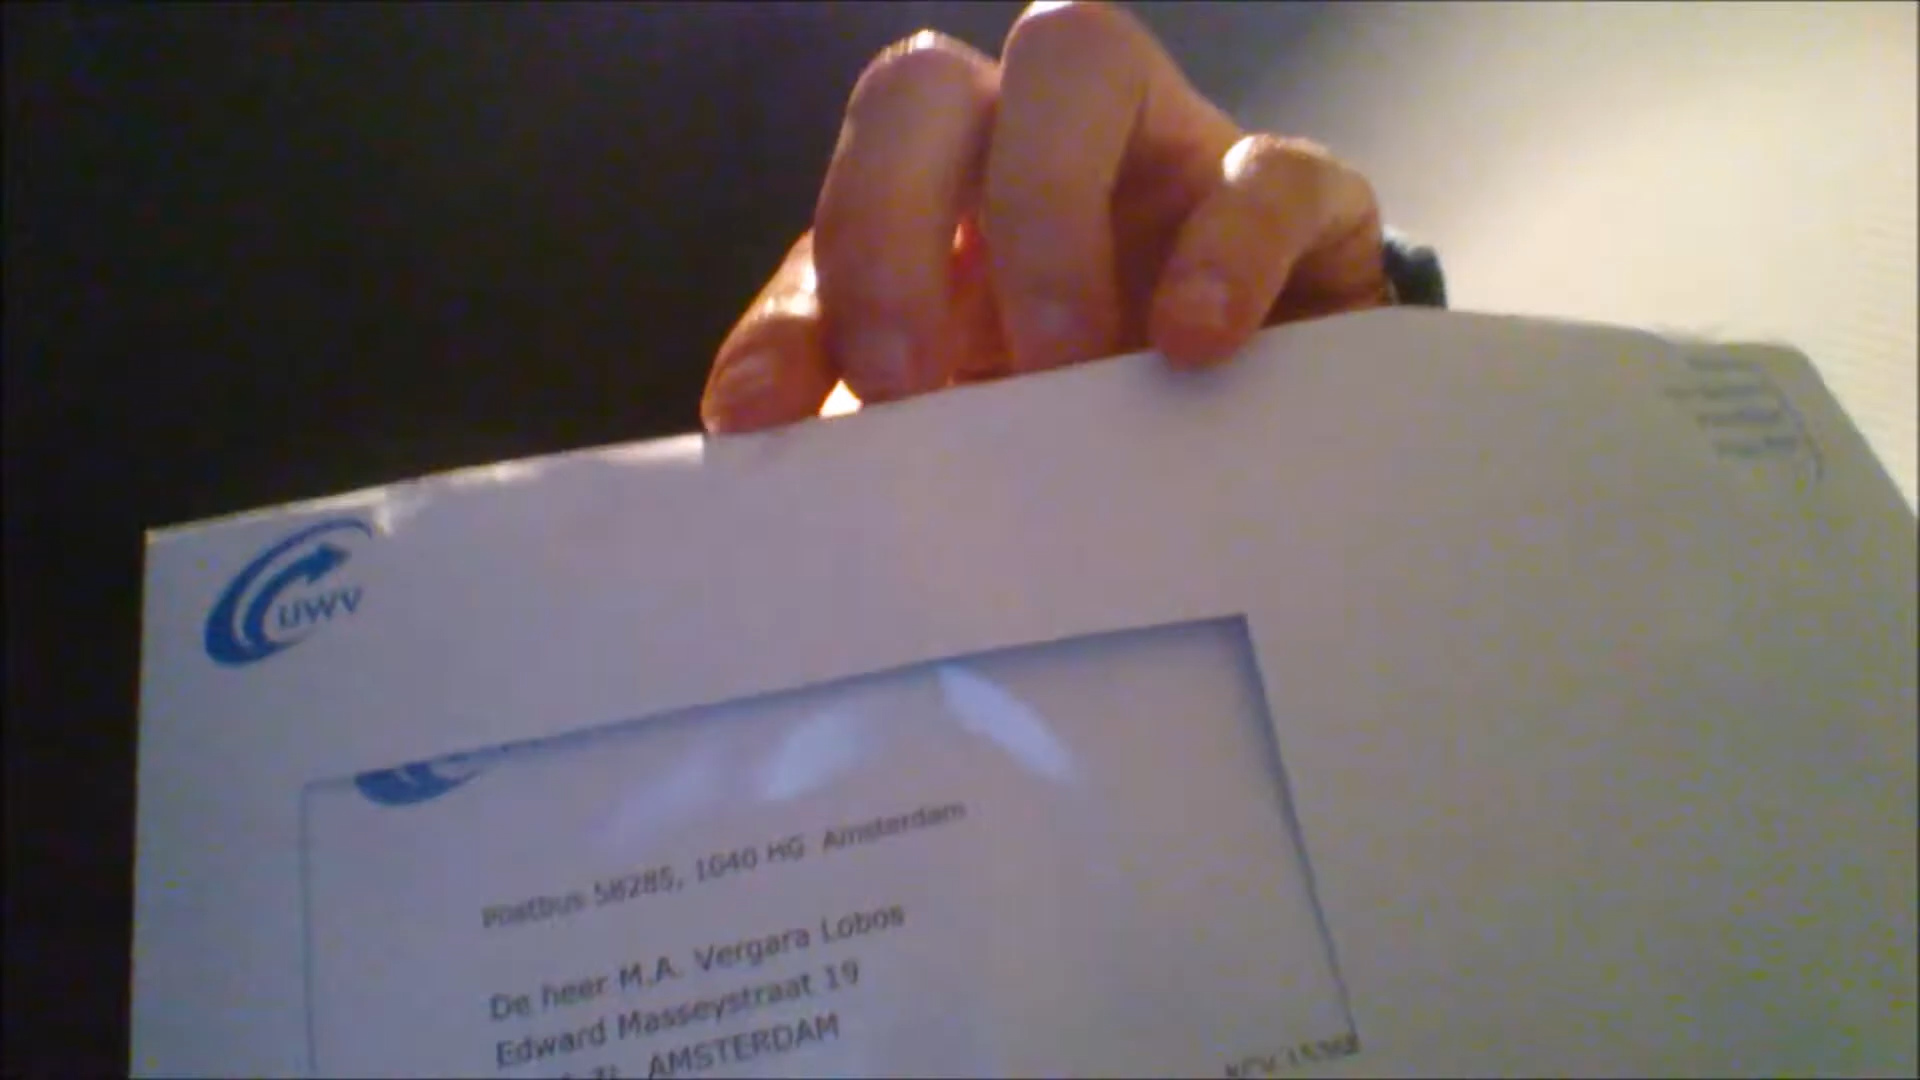 UWV
Postbus 58285, 1040 HG Amsterdam
De heer M.A. Vergara Lobos
Edward Masseystraat 19
AMSTERDAM